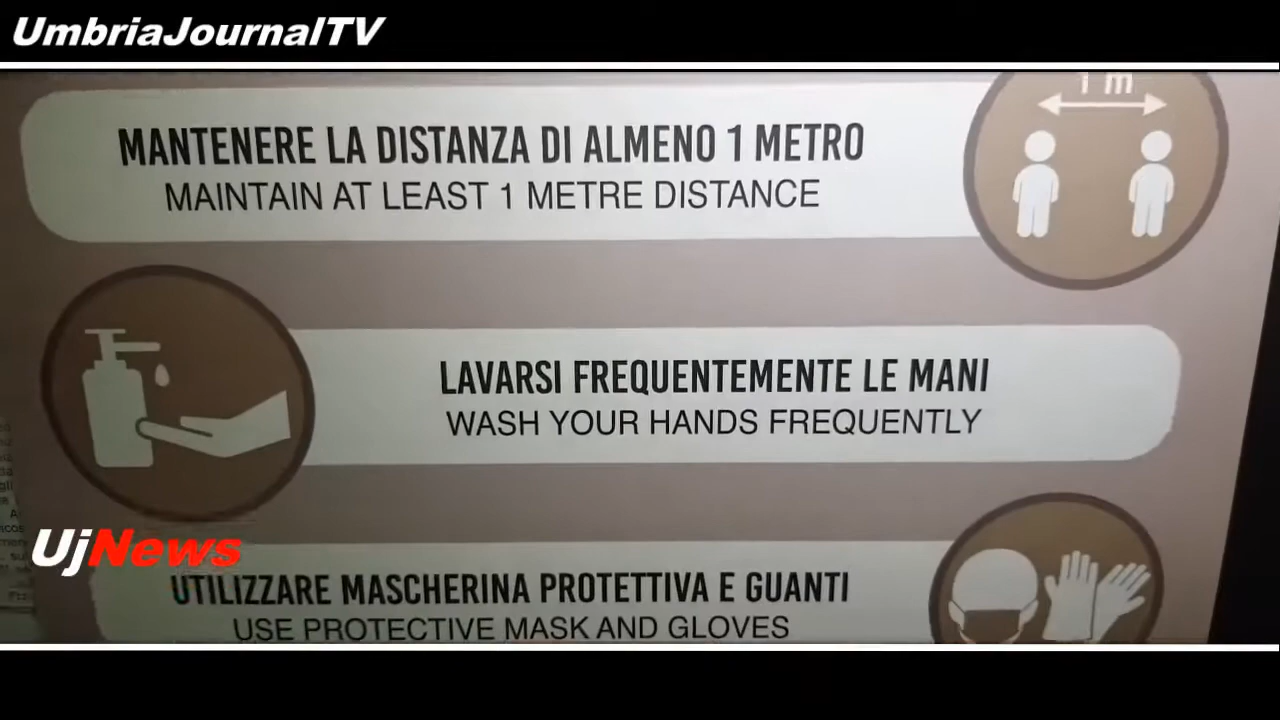 UmbriaJournalTV
1 m
MANTENERE LA DISTANZA DI ALMENO 1 METRO
MAINTAIN AT LEAST 1 METRE DISTANCE
LAVARSI FREQUENTEMENTE LE MANI
WASH YOUR HANDS FREQUENTLY
UjNews
UTILIZZARE MASCHERINA PROTETTIVA E GUANTI
USE PROTECTIVE MASK AND GLOVES